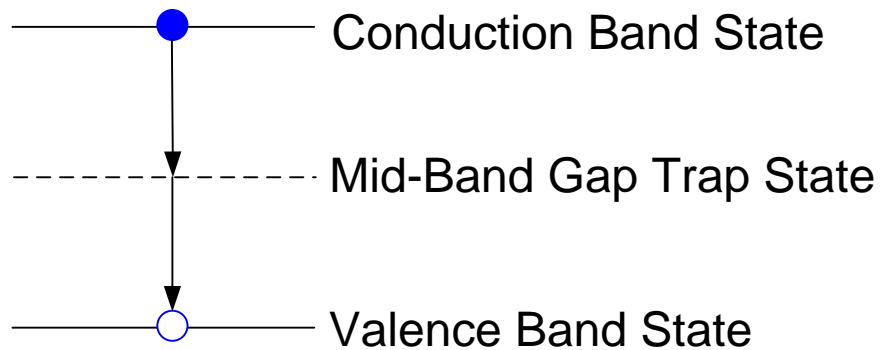 Conduction Band State
Mid-Band Gap Trap State
Valence Band State